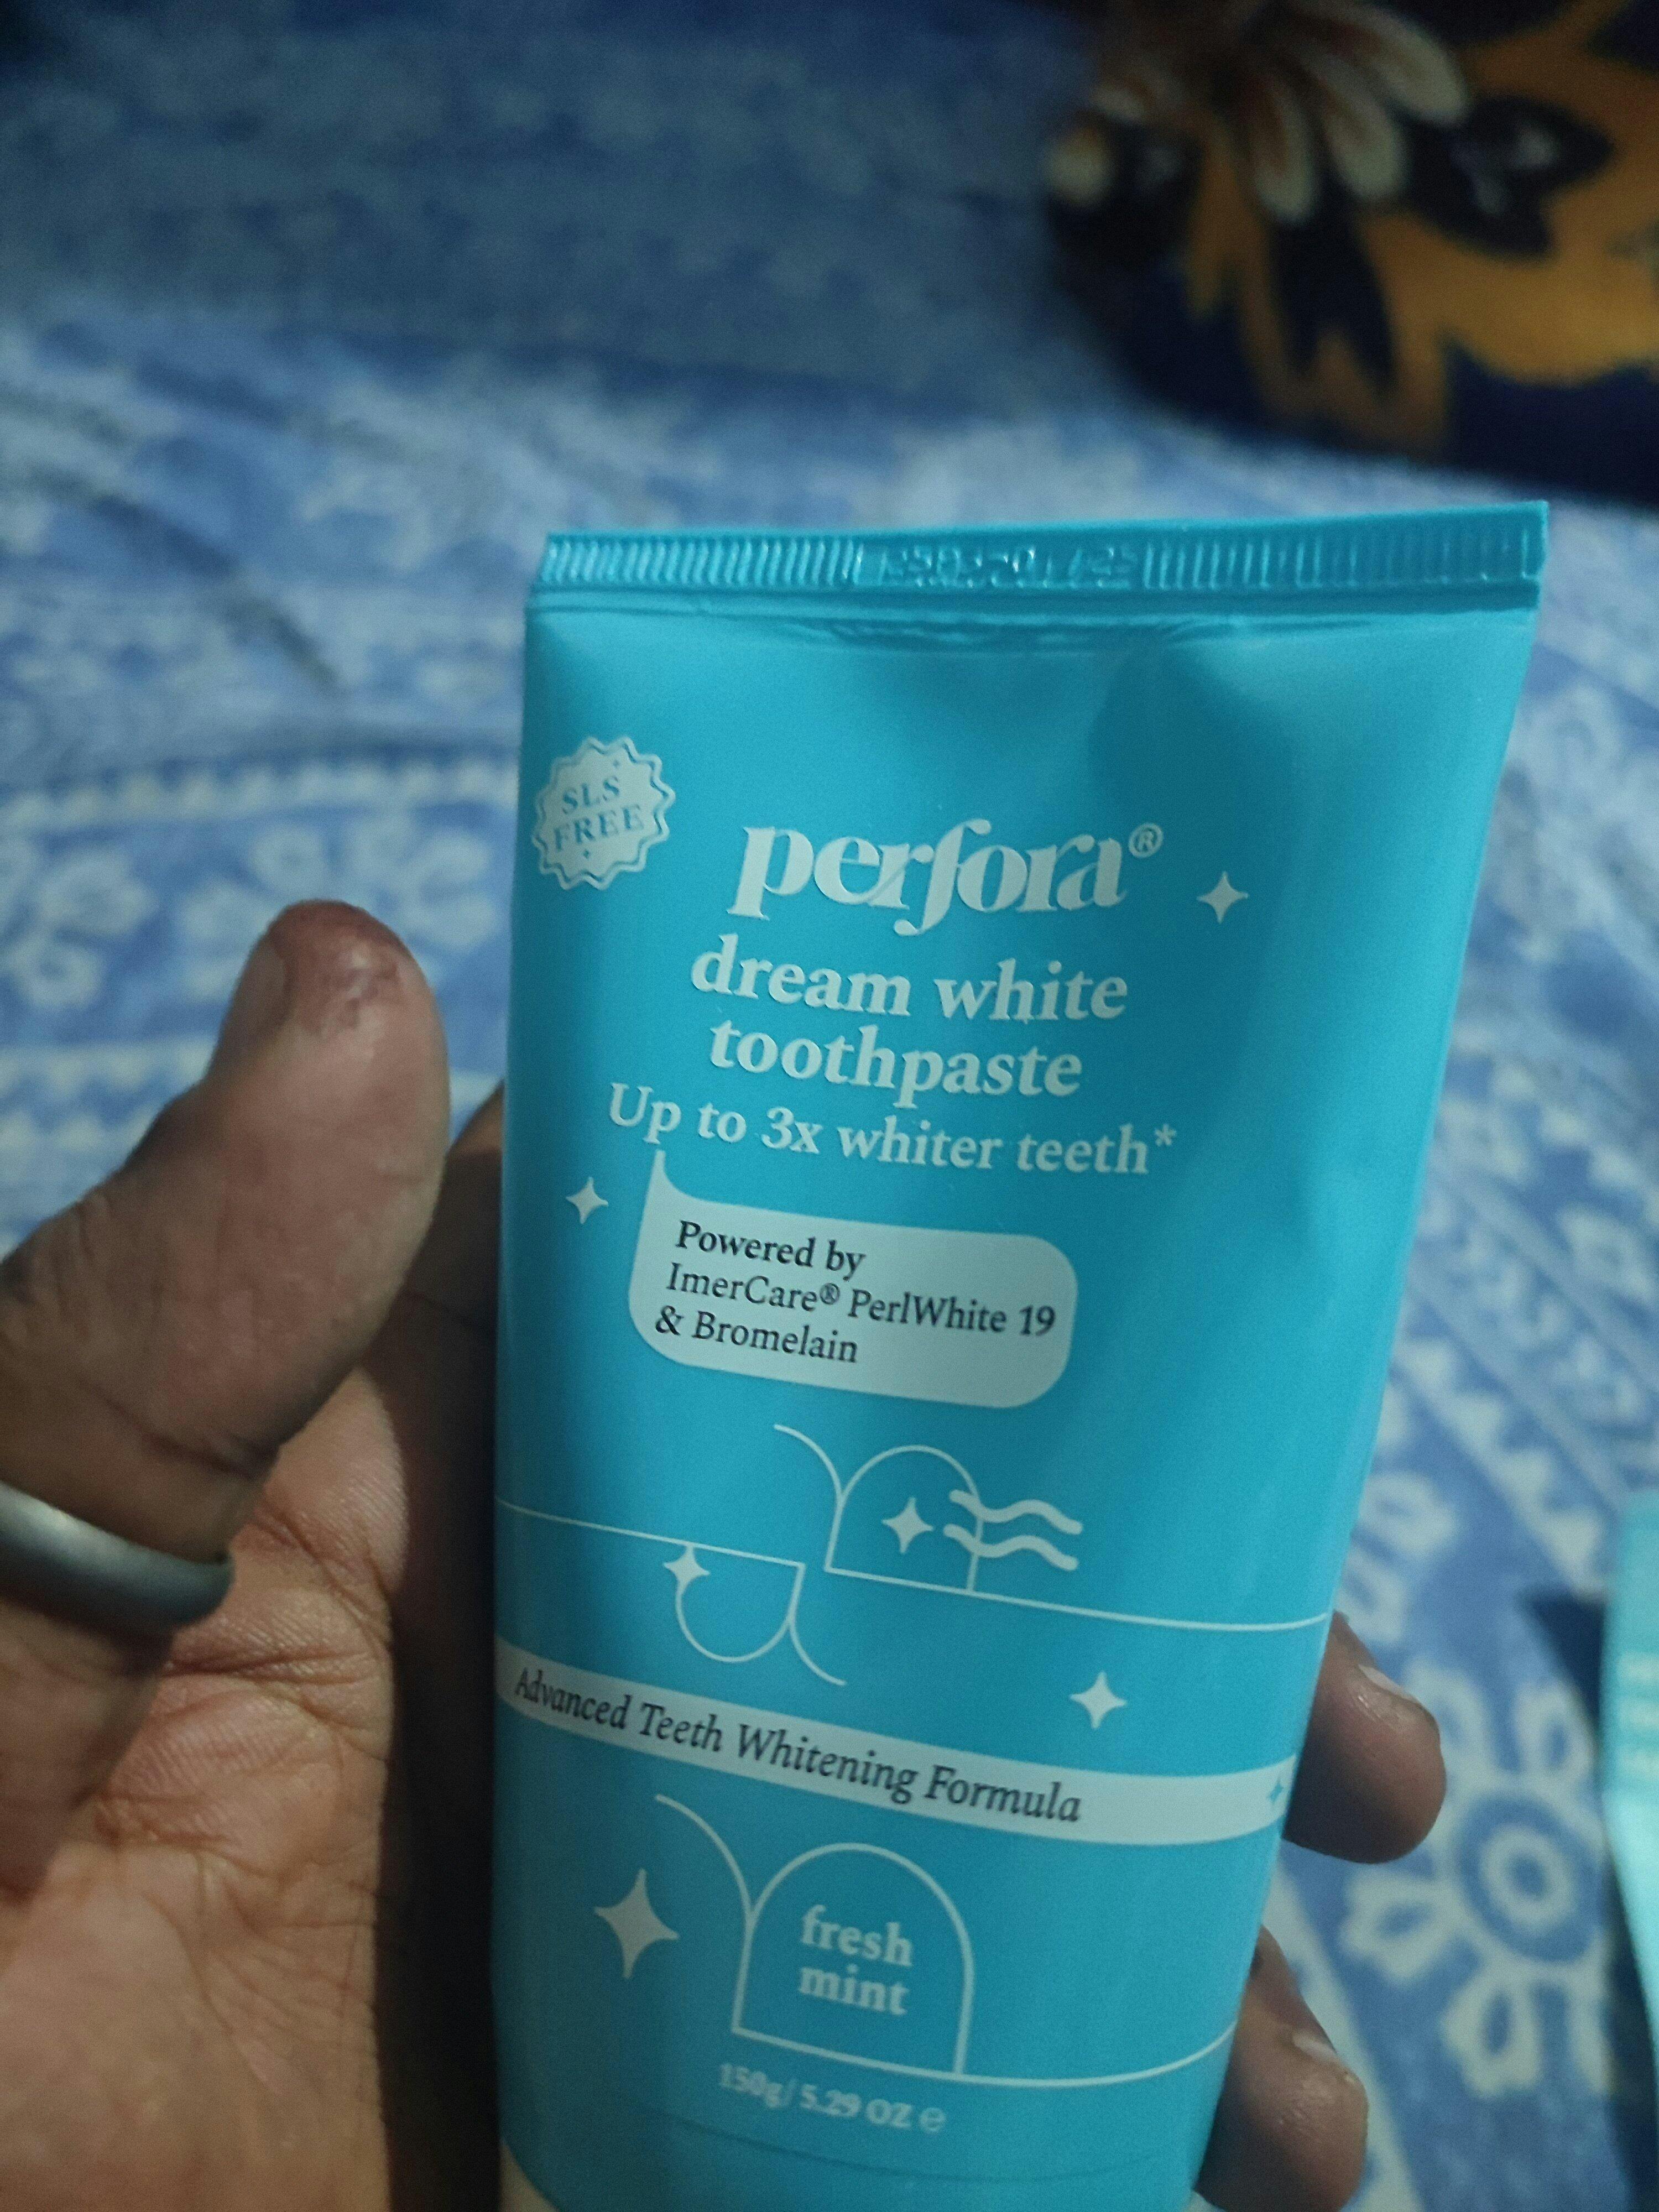 SLS
FREE
perfora®
dream white
toothpaste
Up to 3x whiter teeth*
Powered by
ImerCare® PerlWhite 19
& Bromelain
Advanced Teeth Whitening Formula
fresh
mint
150g/ 5.29 OZ ℮